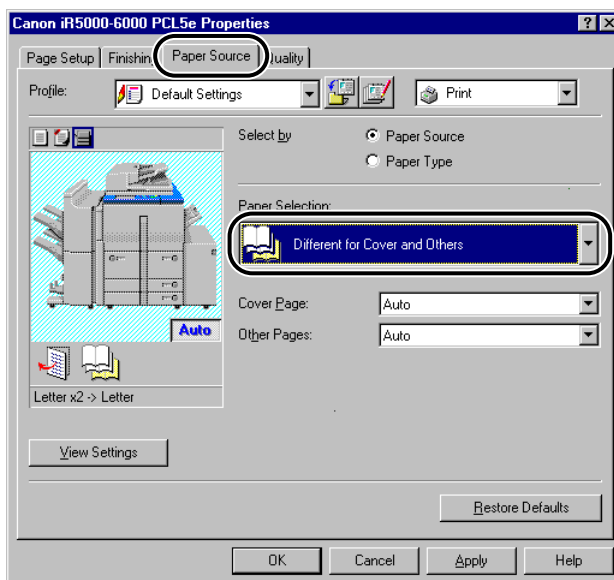 Canon iR5000-6000 PCL5e Properties
Page Setup Finishing Paper Source Quality
Profile: Default Settings Print
Select by Paper Source
Paper Type
Paper Selection:
Different for Cover and Others
Cover Page: Auto
Other Pages: Auto
Auto
Letter x2 -> Letter
View Settings
Restore Defaults
OK Cancel Apply Help